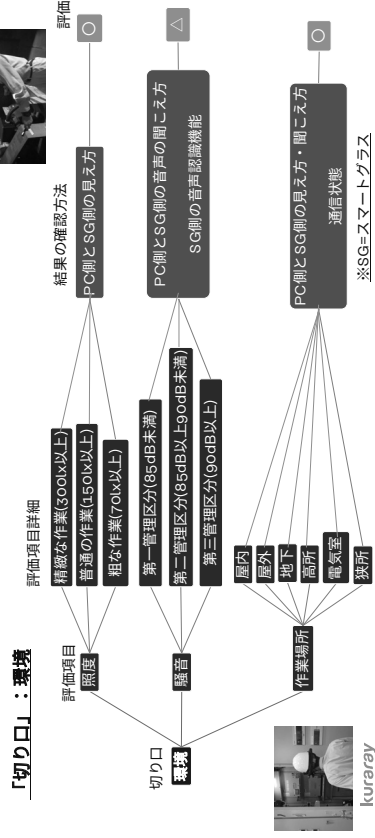 「切り口」：環境
切り口
評価項目
評価項目詳細
結果の確認方法
評価
環境
照度
精緻な作業(300lx以上)
普通の作業(150lx以上)
粗な作業(70lx以上)
PC側とSG側の見え方
○
騒音
第一管理区分(85dB未満)
第二管理区分(85dB以上90dB未満)
第三管理区分(90dB以上)
PC側とSG側の音声の聞こえ方
SG側の音声認識機能
△
作業場所
屋内
屋外
地下
高所
電気室
狭所
PC側とSG側の見え方・聞こえ方
通信状態
○
※SG=スマートグラス
kuraray